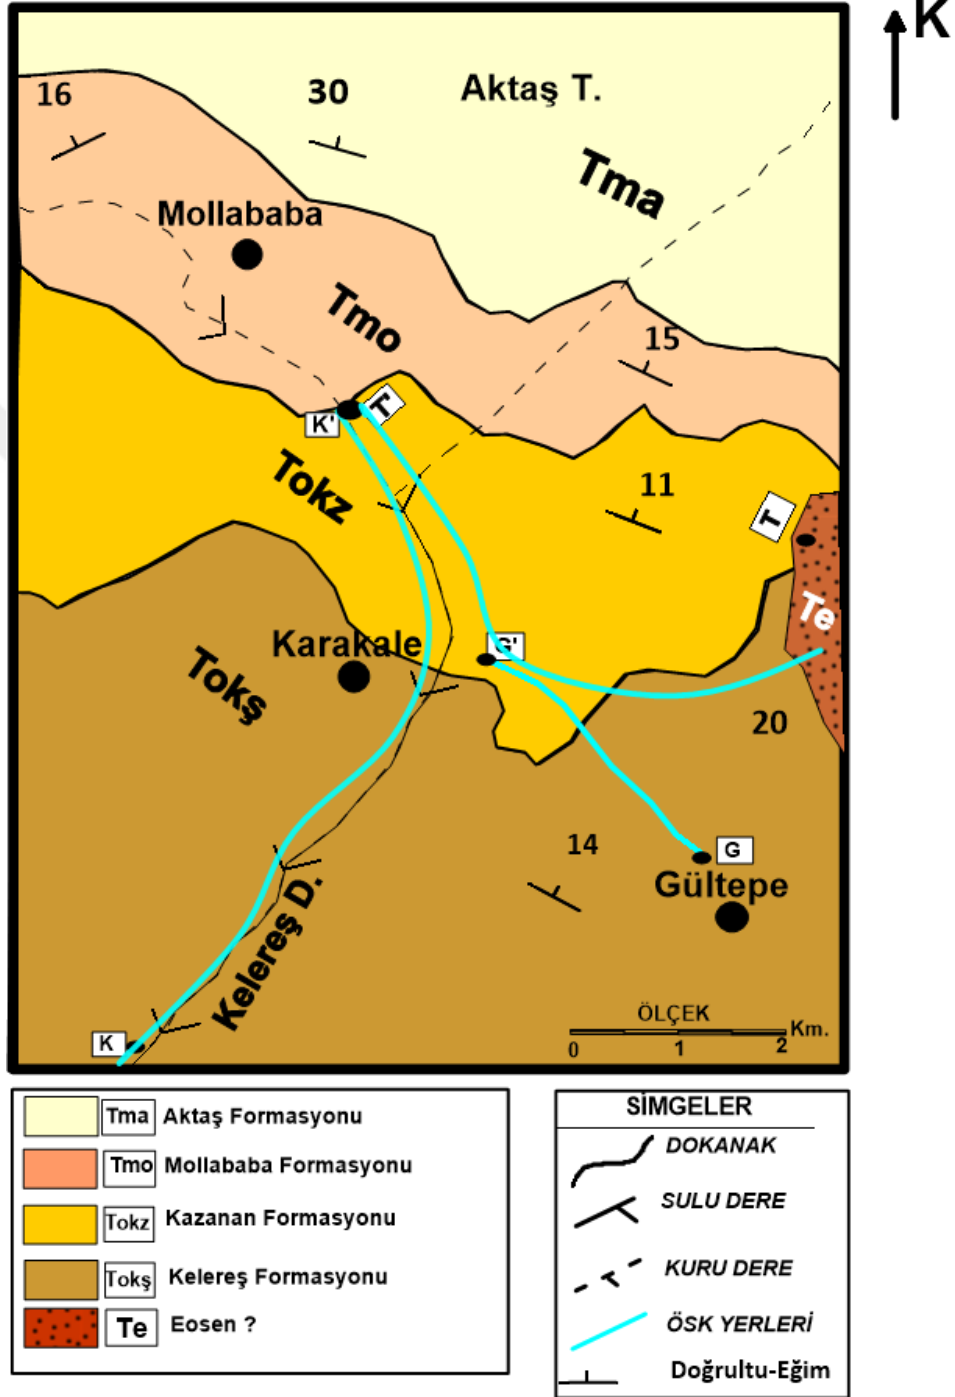 K
16
30
Aktaş T.
Tma
Mollababa
Tmo
15
K'
T'
Tokz
11
T
Te
Karakale
G'
Tokş
20
14
G
Gültepe
Kelereş D.
K
ÖLÇEK
Km.
0 1 2
Tma Aktaş Formasyonu
Tmo Mollababa Formasyonu
Tokz Kazanan Formasyonu
Tokş Kelereş Formasyonu
Te Eosen ?
SİMGELER
DOKANAK
SULU DERE
KURU DERE
ÖSK YERLERİ
Doğrultu-Eğim